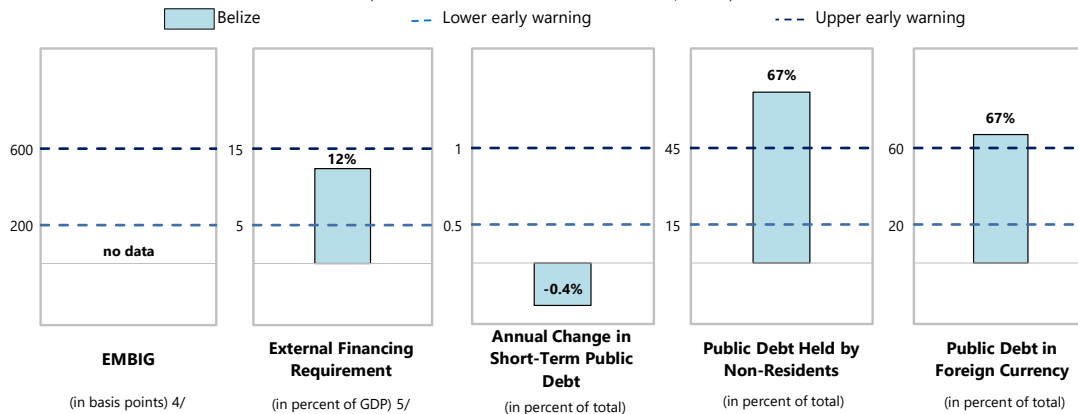 Belize
Lower early warning
Upper early warning
600
200
no data
EMBIG
(in basis points) 4/
15
5
12%
External Financing
Requirement
(in percent of GDP) 5/
1
0.5
-0.4%
Annual Change in
Short-Term Public
Debt
(in percent of total)
45
15
67%
Public Debt Held by
Non-Residents
(in percent of total)
60
20
67%
Public Debt in
Foreign Currency
(in percent of total)